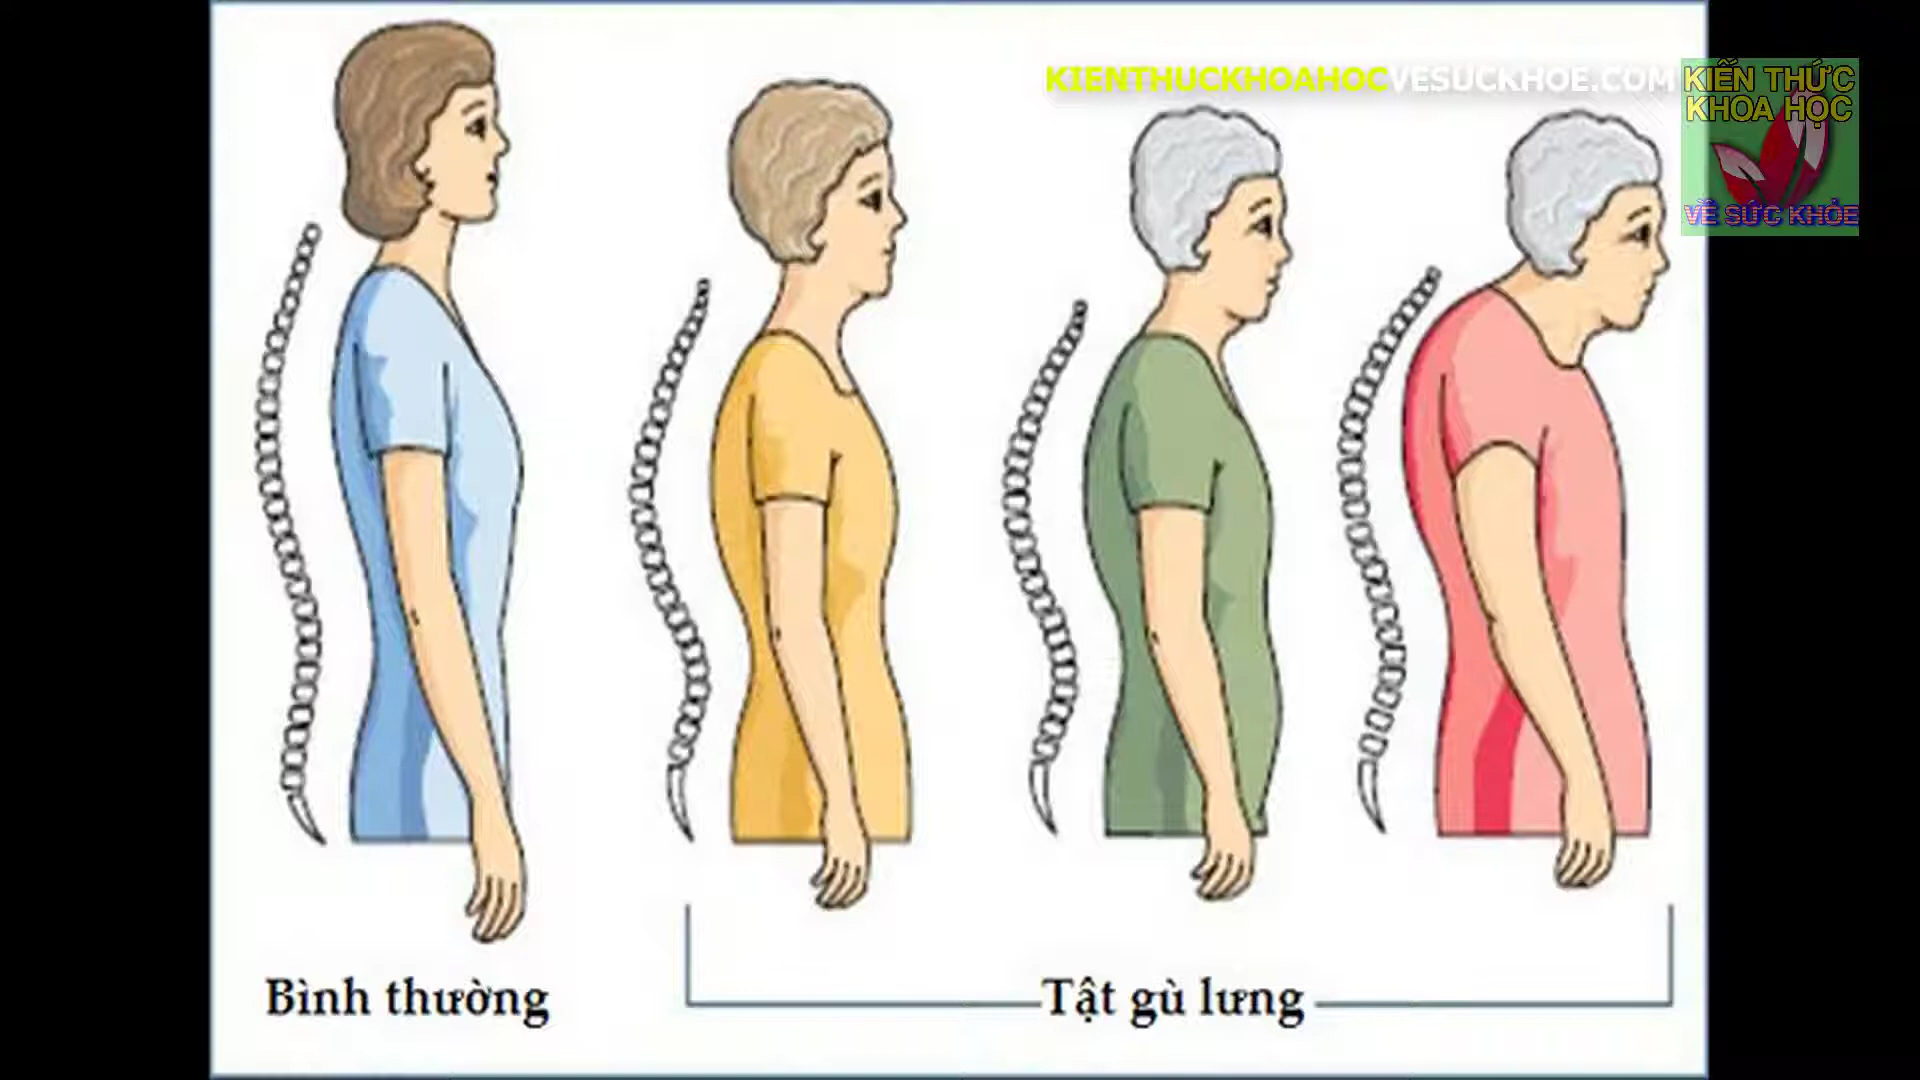 KIENTHUCKHOAHOCVESUCKHOE.COM
KIẾN THỨC
KHOA HỌC
VỀ SỨC KHỎE
Bình thường
Tật gù lưng